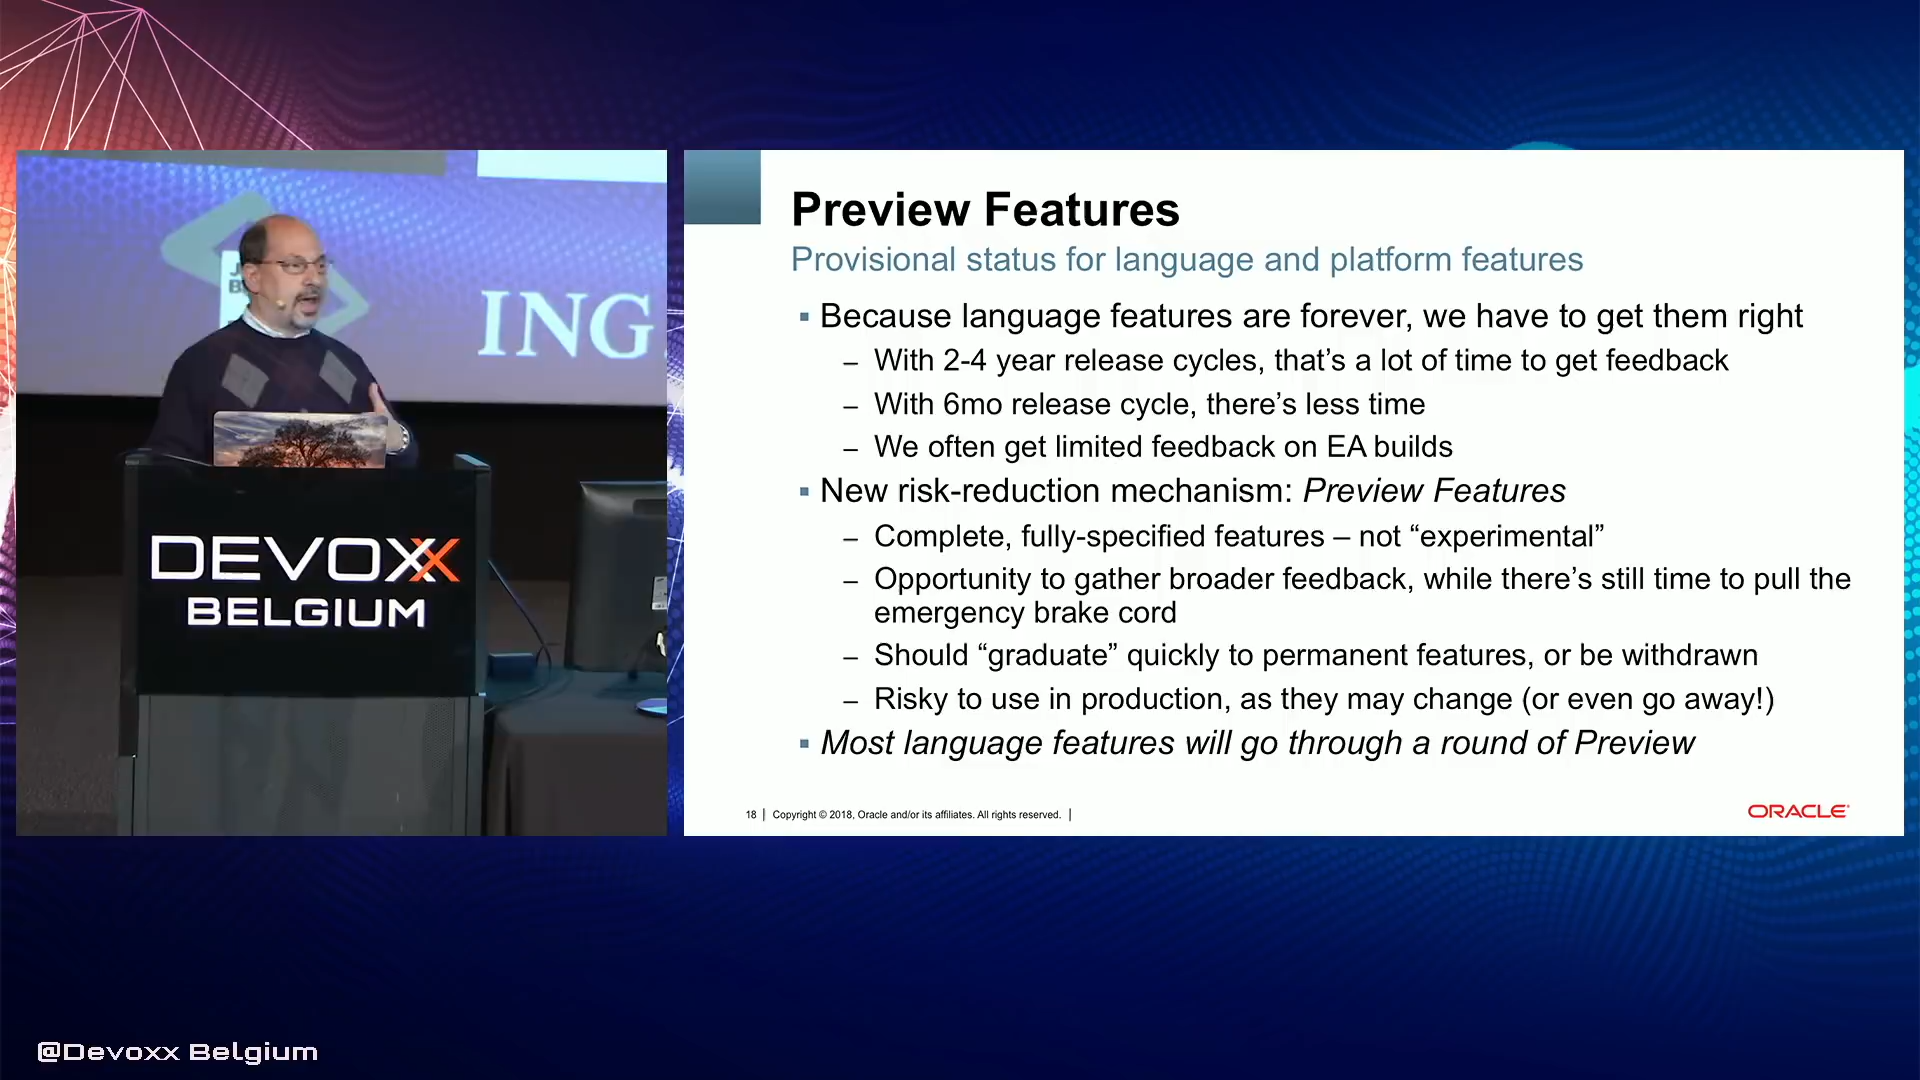 ING
DEVOXX
BELGIUM
Preview Features
Provisional status for language and platform features
▪ Because language features are forever, we have to get them right
– With 2-4 year release cycles, that’s a lot of time to get feedback
– With 6mo release cycle, there’s less time
– We often get limited feedback on EA builds
▪ New risk-reduction mechanism: Preview Features
– Complete, fully-specified features – not “experimental”
– Opportunity to gather broader feedback, while there’s still time to pull the
emergency brake cord
– Should “graduate” quickly to permanent features, or be withdrawn
– Risky to use in production, as they may change (or even go away!)
▪ Most language features will go through a round of Preview
18 | Copyright © 2018, Oracle and/or its affiliates. All rights reserved. |
ORACLE
@Devoxx Belgium